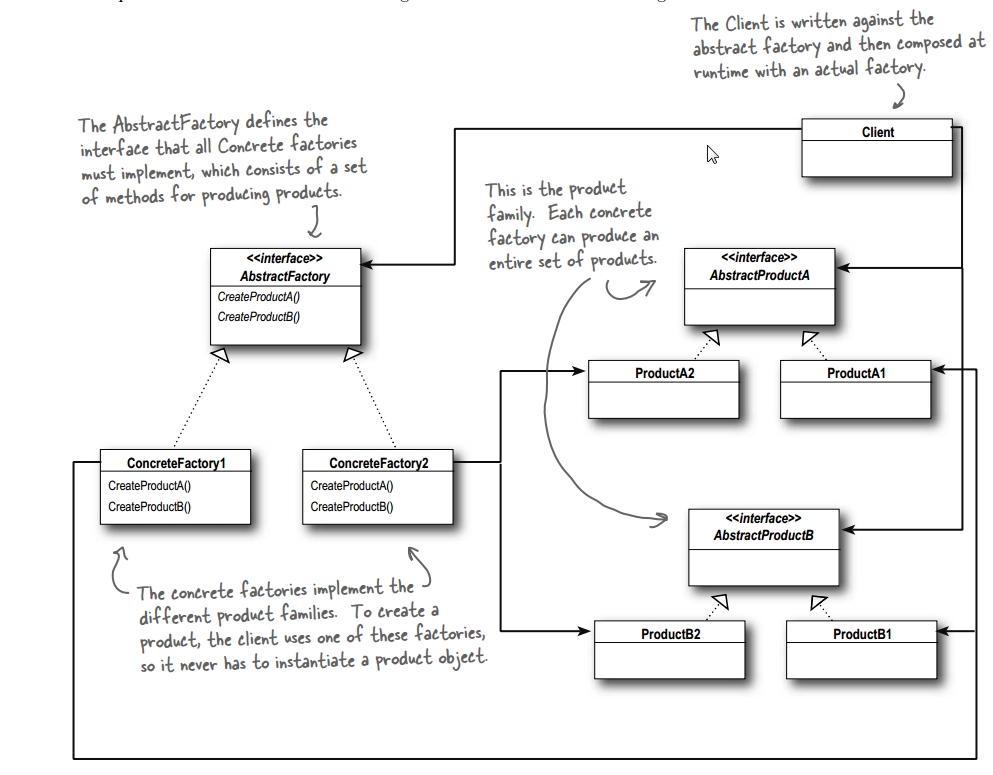 The Client is written against the
abstract factory and then composed at
runtime with an actual factory.
Client
The AbstractFactory defines the
interface that all Concrete factories
must implement, which consists of a set
of methods for producing products.
This is the product
family. Each concrete
factory can produce an
entire set of products.
<<interface>>
AbstractFactory
CreateProductA()
CreateProductB()
<<interface>>
AbstractProductA
ProductA2
ProductA1
ConcreteFactory1
CreateProductA()
CreateProductB()
ConcreteFactory2
CreateProductA()
CreateProductB()
<<interface>>
AbstractProductB
The concrete factories implement the
different product families. To create a
product, the client uses one of these factories,
so it never has to instantiate a product object.
ProductB2
ProductB1